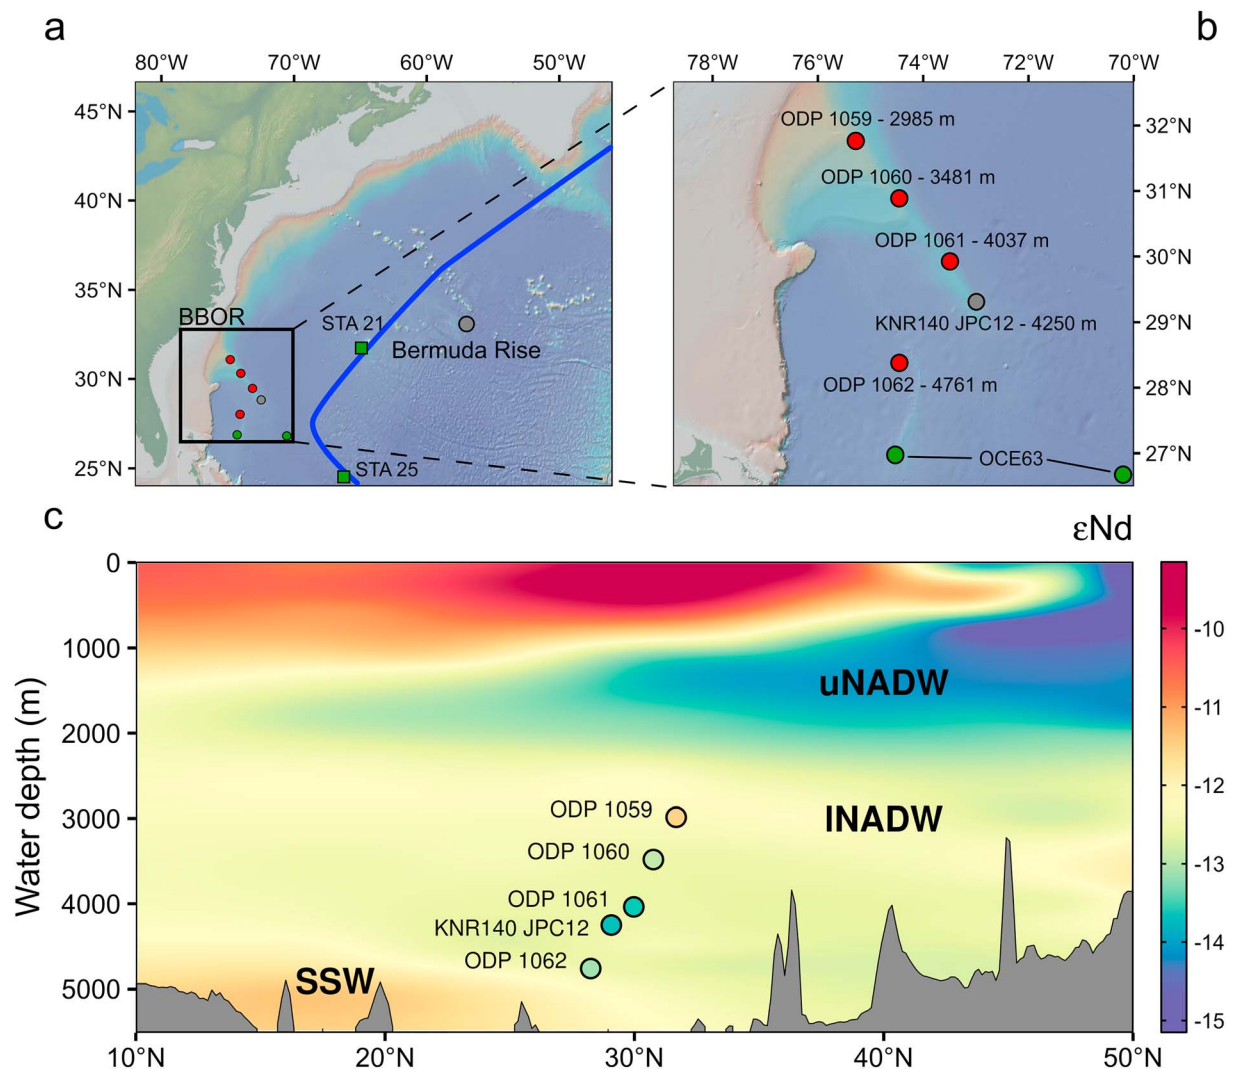 a
b
80°W 70°W 60°W 50°W
78°W 76°W 74°W 72°W 70°W
45°N
40°N
35°N
30°N
25°N
BBOR
STA 21
Bermuda Rise
STA 25
ODP 1059 - 2985 m
ODP 1060 - 3481 m
ODP 1061 - 4037 m
KNR140 JPC12 - 4250 m
ODP 1062 - 4761 m
OCE63
32°N
31°N
30°N
29°N
28°N
27°N
c
εNd
Water depth (m)
0
1000
2000
3000
4000
5000
uNADW
lNADW
ODP 1059
ODP 1060
ODP 1061
KNR140 JPC12
ODP 1062
SSW
10°N 20°N 30°N 40°N 50°N
-10
-11
-12
-13
-14
-15